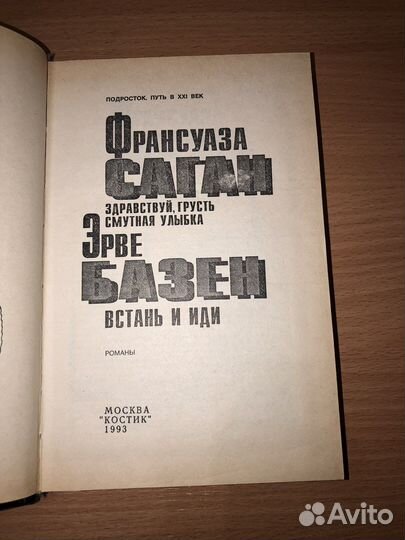 ПОДРОСТОК. ПУТЬ В XXI ВЕК
ФРАНСУАЗА
САГАН
ЗДРАВСТВУЙ, ГРУСТЬ
СМУТНАЯ УЛЫБКА
ЭРВЕ
БАЗЕН
ВСТАНЬ И ИДИ
РОМАНЫ
МОСКВА
"КОСТИК"
1993
Avito